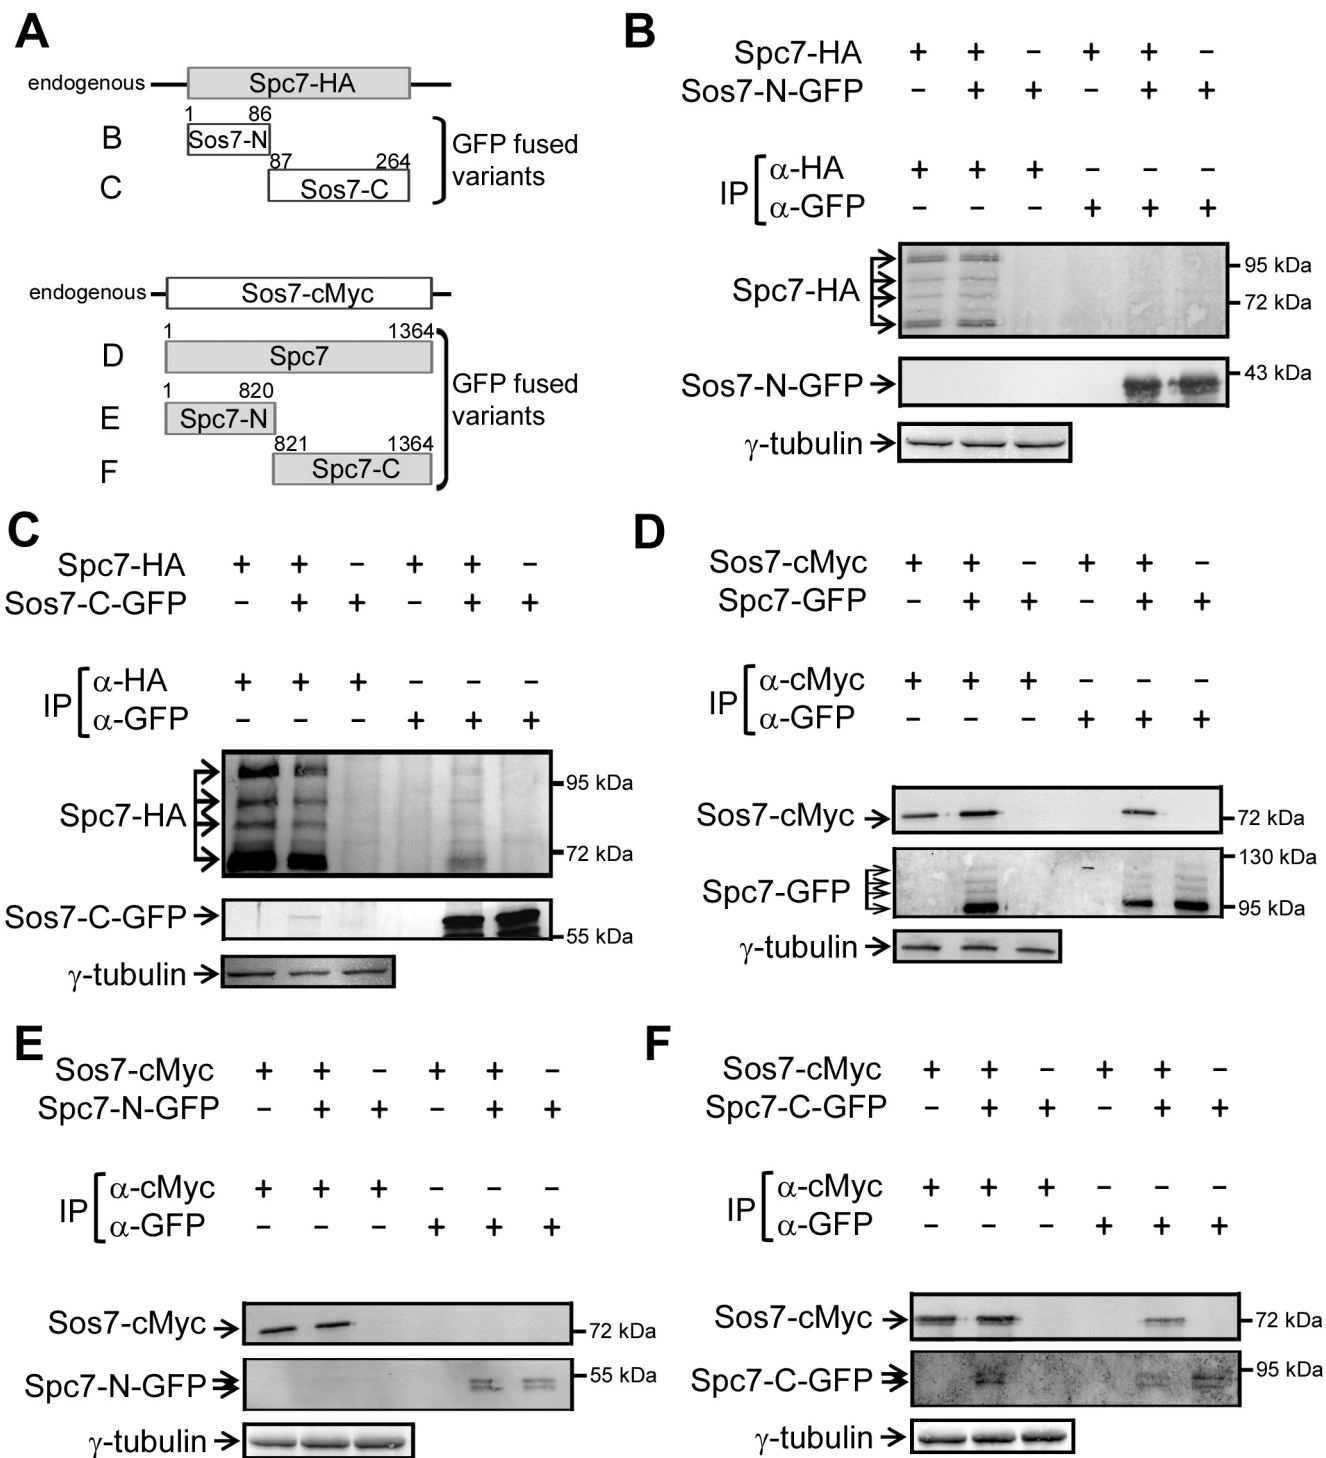 A
endogenous
Spc7-HA
1 86
B
Sos7-N
87 264
C
Sos7-C
GFP fused
variants
endogenous
Sos7-cMyc
1 1364
D
Spc7
1 820
E
Spc7-N
821 1364
F
Spc7-C
GFP fused
variants
B
Spc7-HA + + − + + −
Sos7-N-GFP − + + − + +
IP
α-HA + + + − − −
α-GFP − − − + + +
Spc7-HA
95 kDa
72 kDa
Sos7-N-GFP
43 kDa
γ-tubulin
C
Spc7-HA + + − + + −
Sos7-C-GFP − + + − + +
IP
α-HA + + + − − −
α-GFP − − − + + +
Spc7-HA
95 kDa
72 kDa
Sos7-C-GFP
55 kDa
γ-tubulin
D
Sos7-cMyc + + − + + −
Spc7-GFP − + + − + +
IP
α-cMyc + + + − − −
α-GFP − − − + + +
Sos7-cMyc
72 kDa
130 kDa
Spc7-GFP
95 kDa
γ-tubulin
E
Sos7-cMyc + + − + + −
Spc7-N-GFP − + + − + +
IP
α-cMyc + + + − − −
α-GFP − − − + + +
Sos7-cMyc
72 kDa
Spc7-N-GFP
55 kDa
γ-tubulin
F
Sos7-cMyc + + − + + −
Spc7-C-GFP − + + − + +
IP
α-cMyc + + + − − −
α-GFP − − − + + +
Sos7-cMyc
72 kDa
Spc7-C-GFP
95 kDa
γ-tubulin